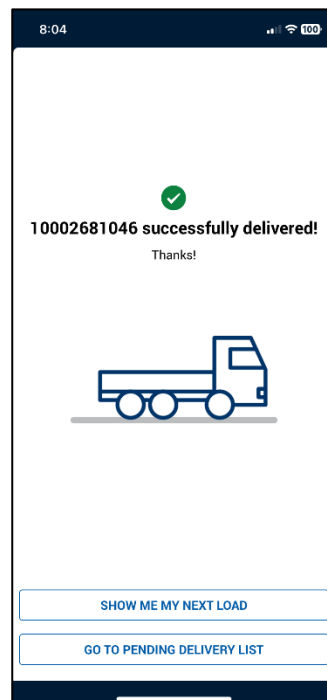 8:04
100
10002681046 successfully delivered!
Thanks!
SHOW ME MY NEXT LOAD
GO TO PENDING DELIVERY LIST